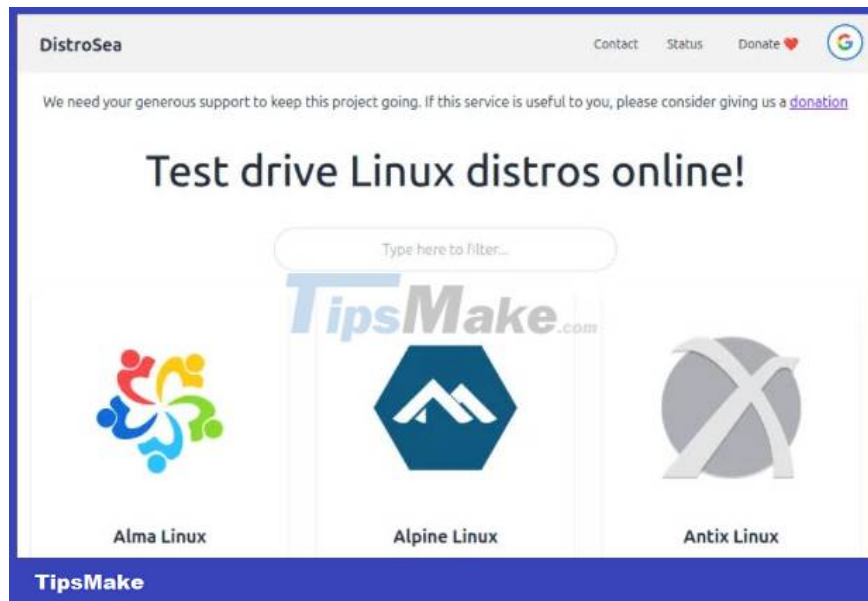 DistroSea
Contact Status Donate
We need your generous support to keep this project going. If this service is useful to you, please consider giving us a donation
Test drive Linux distros online!
Type here to filter...
TipsMake.com
Alma Linux
Alpine Linux
Antix Linux
TipsMake